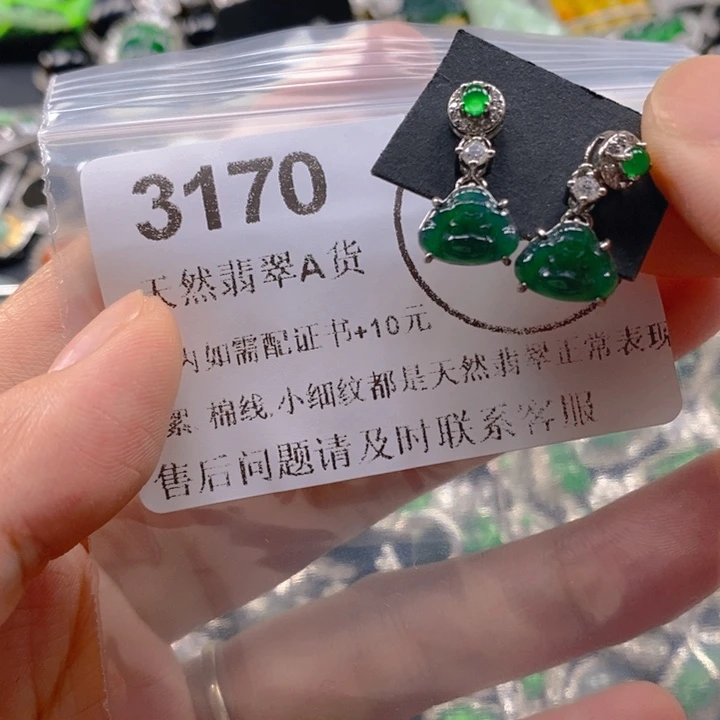 3170
天然翡翠A货
内如需配证书+10元
絮 棉线.小细纹都是天然翡翠正常表现
售后问题请及时联系客服